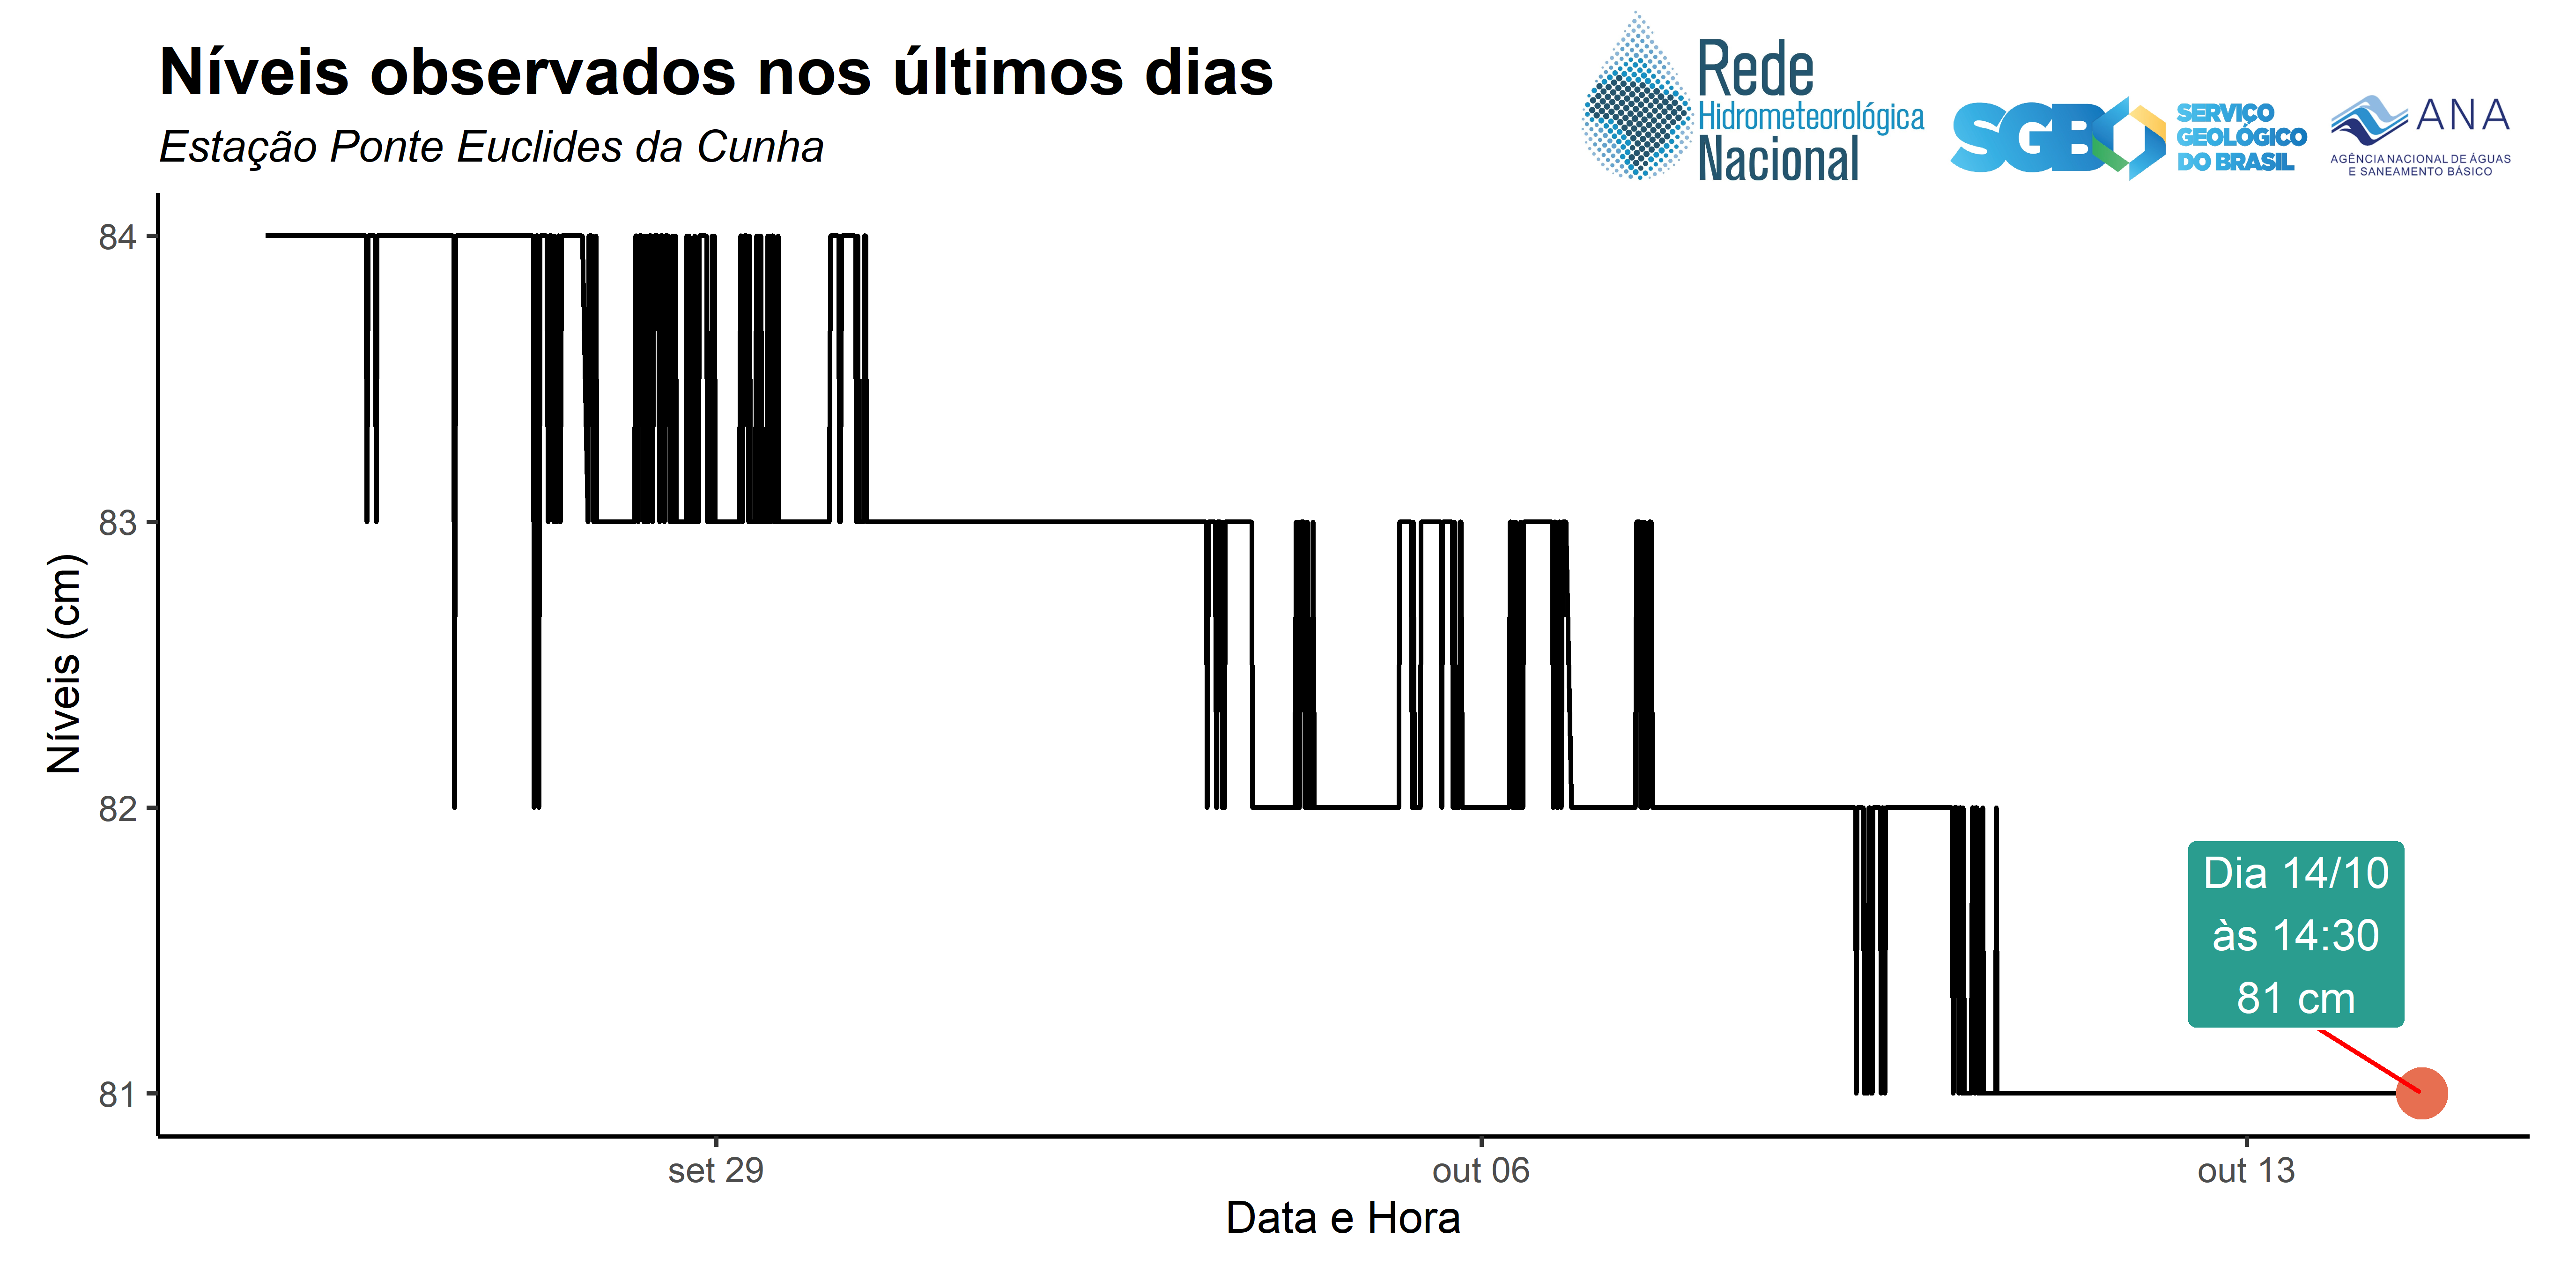 Níveis observados nos últimos dias
Estação Ponte Euclides da Cunha
Rede
Hidrometeorológica
Nacional
SGB
SERVIÇO
GEOLÓGICO
DO BRASIL
ANA
AGÊNCIA NACIONAL DE ÁGUAS
E SANEAMENTO BÁSICO
Níveis (cm)
84
83
82
81
Dia 14/10
às 14:30
81 cm
set 29
out 06
out 13
Data e Hora